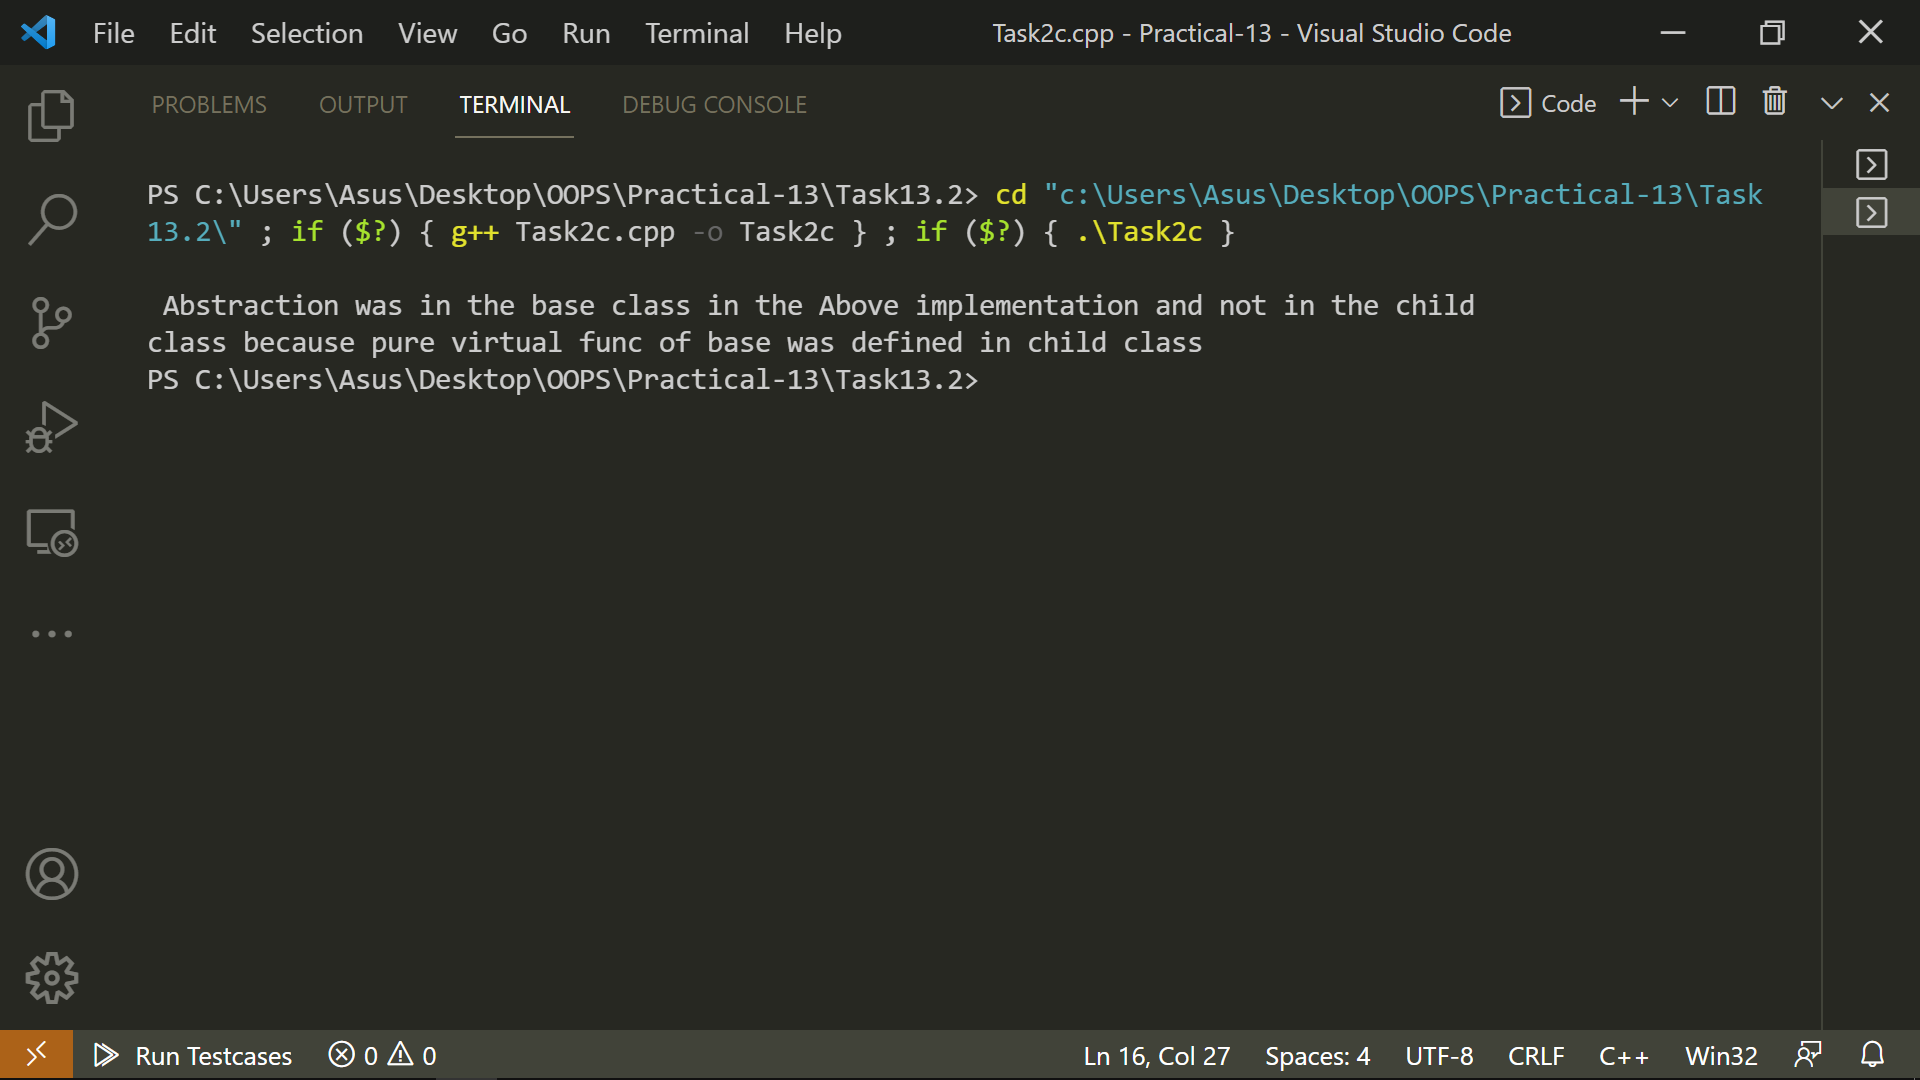 File Edit Selection View Go Run Terminal Help Task2c.cpp - Practical-13 - Visual Studio Code
PROBLEMS OUTPUT TERMINAL DEBUG CONSOLE Code
PS C:\Users\Asus\Desktop\OOPS\Practical-13\Task13.2> cd "c:\Users\Asus\Desktop\OOPS\Practical-13\Task
13.2\" ; if ($?) { g++ Task2c.cpp -o Task2c } ; if ($?) { .\Task2c }
Abstraction was in the base class in the Above implementation and not in the child
class because pure virtual func of base was defined in child class
PS C:\Users\Asus\Desktop\OOPS\Practical-13\Task13.2>
Run Testcases 0 0 Ln 16, Col 27 Spaces: 4 UTF-8 CRLF C++ Win32